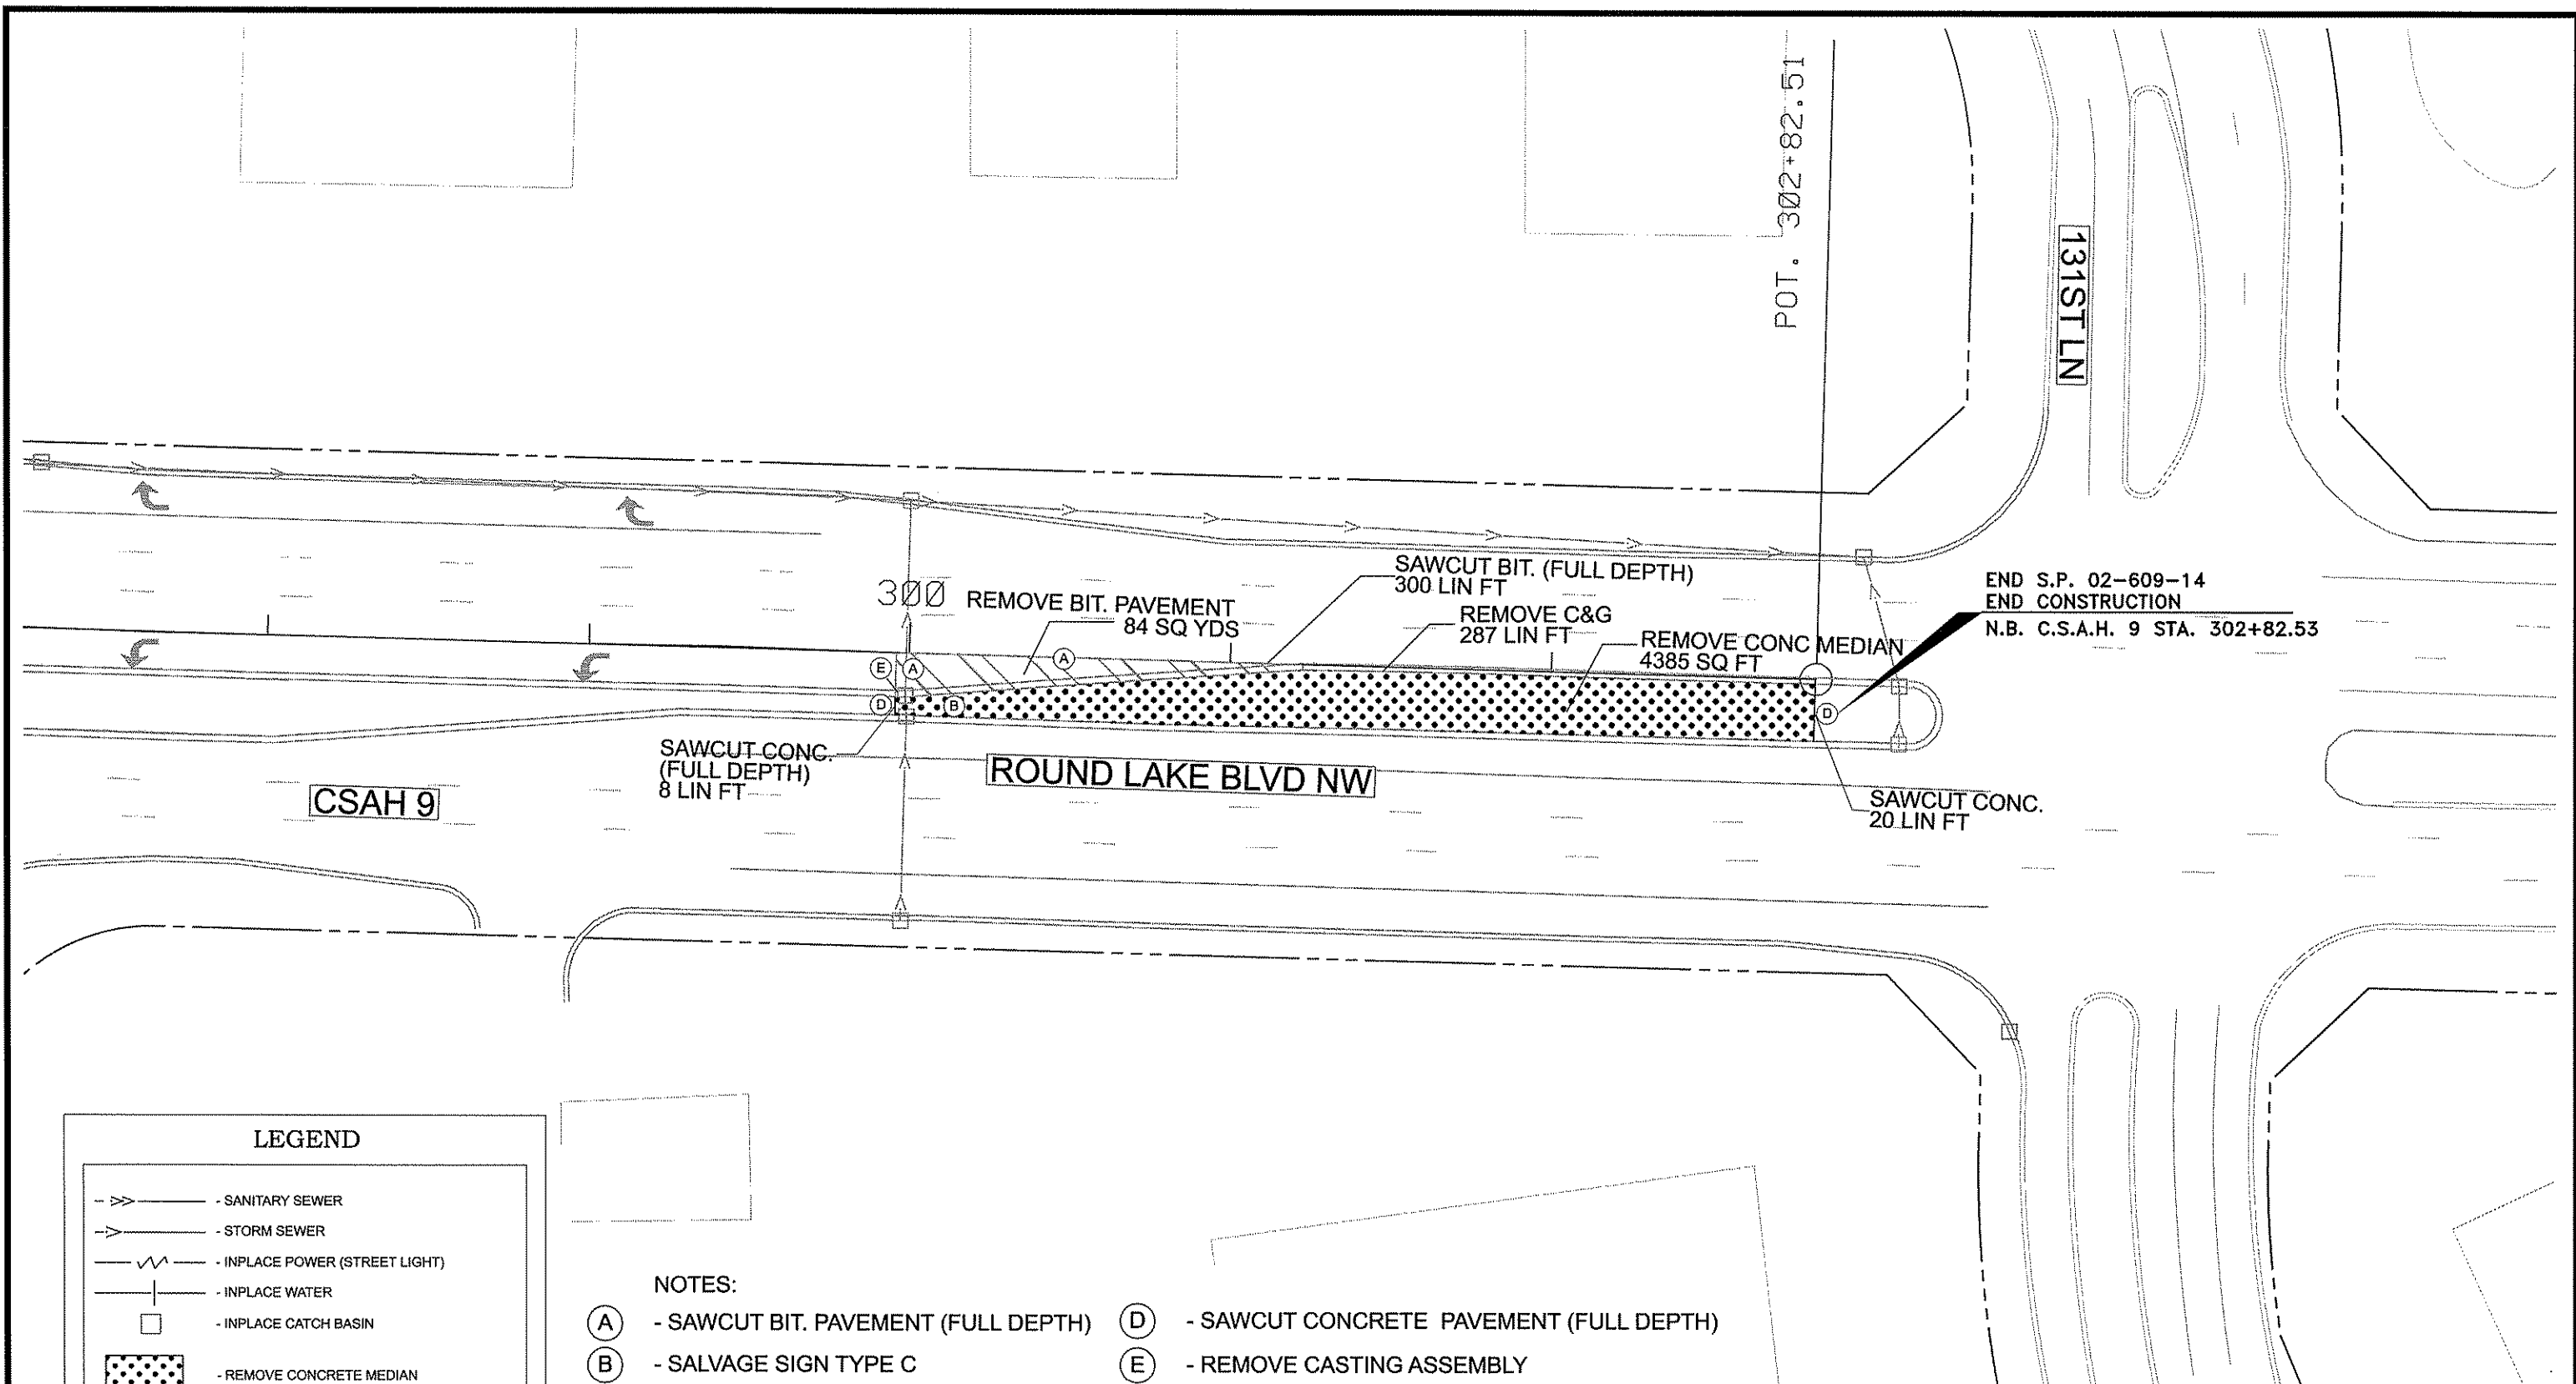 POT. 302+82.51
131ST LN
300
SAWCUT BIT. (FULL DEPTH)
300 LIN FT
REMOVE BIT. PAVEMENT
84 SQ YDS
REMOVE C&G
287 LIN FT
REMOVE CONC MEDIAN
4385 SQ FT
END S.P. 02-609-14
END CONSTRUCTION
N.B. C.S.A.H. 9 STA. 302+82.53
E
A
A
D
B
D
SAWCUT CONC.
(FULL DEPTH)
8 LIN FT
CSAH 9
ROUND LAKE BLVD NW
SAWCUT CONC.
20 LIN FT
LEGEND
- SANITARY SEWER
- STORM SEWER
- INPLACE POWER (STREET LIGHT)
- INPLACE WATER
- INPLACE CATCH BASIN
- REMOVE CONCRETE MEDIAN
NOTES:
A - SAWCUT BIT. PAVEMENT (FULL DEPTH)
B - SALVAGE SIGN TYPE C
D - SAWCUT CONCRETE PAVEMENT (FULL DEPTH)
E - REMOVE CASTING ASSEMBLY